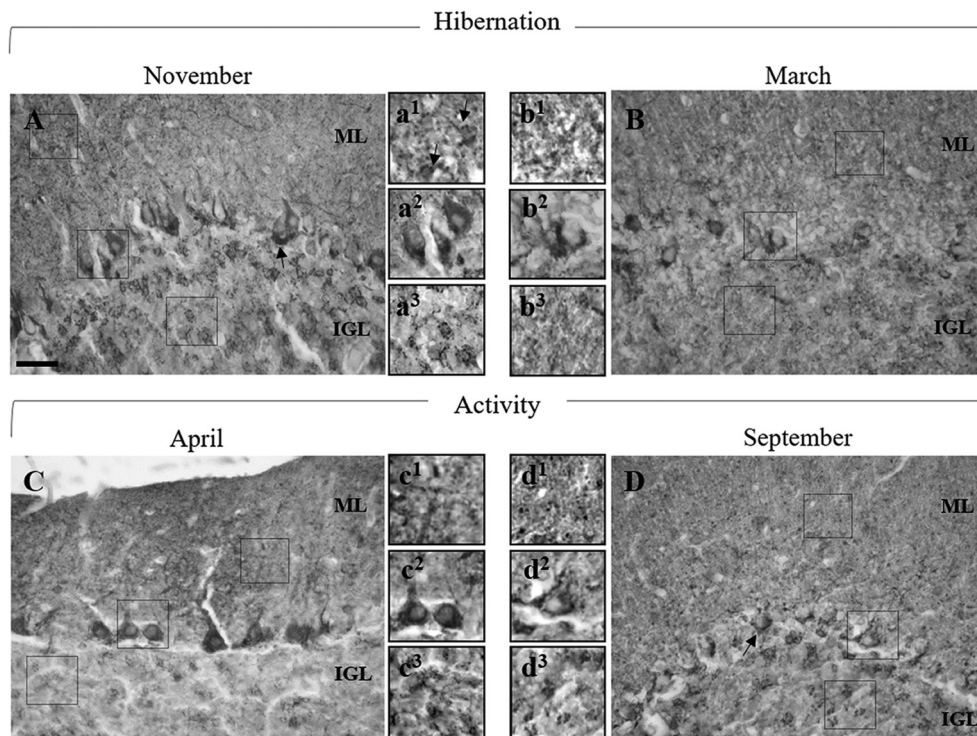 Hibernation
November March
A ML a¹ b¹ B ML
a² b²
IGL a³ b³ IGL
Activity
April September
C ML c¹ d¹ D ML
c² d²
IGL c³ d³ IGL